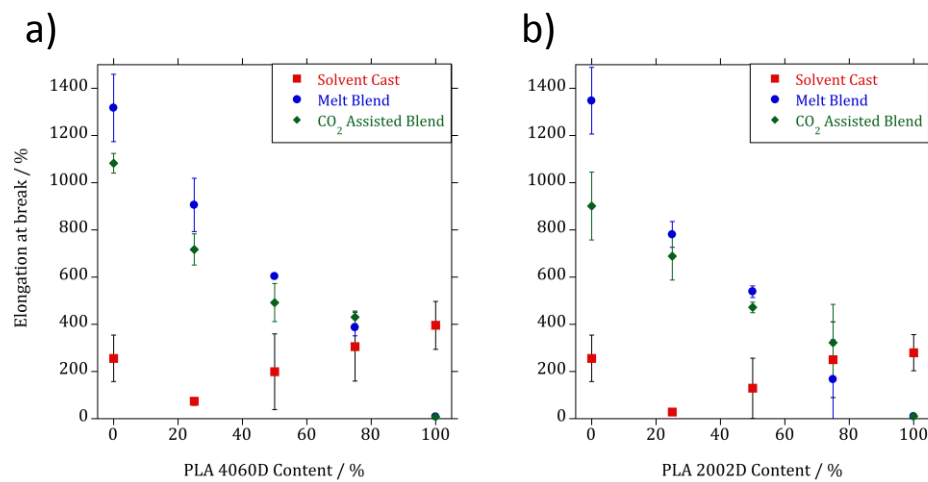 a)
Elongation at break / %
1400
1200
1000
800
600
400
200
0
Solvent Cast
Melt Blend
CO₂ Assisted Blend
0 20 40 60 80 100
PLA 4060D Content / %
b)
1400
1200
1000
800
600
400
200
0
Solvent Cast
Melt Blend
CO₂ Assisted Blend
0 20 40 60 80 100
PLA 2002D Content / %